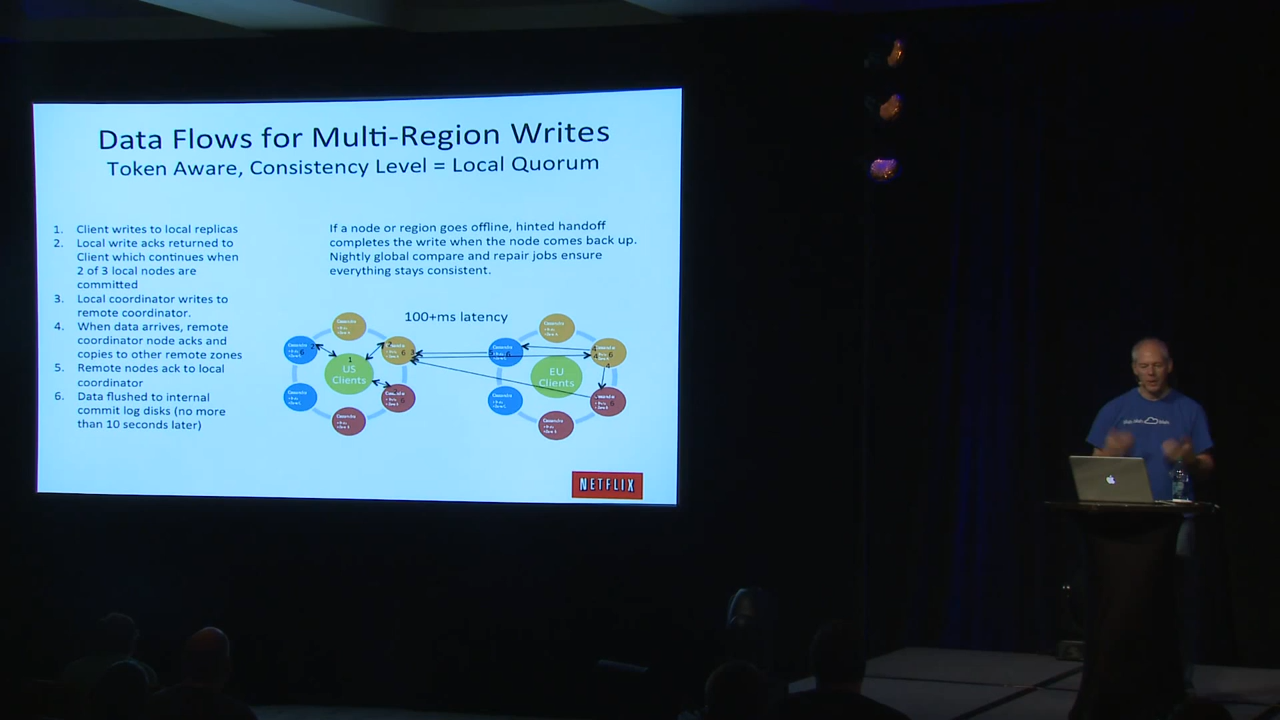 Data Flows for Multi-Region Writes
Token Aware, Consistency Level = Local Quorum
1. Client writes to local replicas
2. Local write acks returned to
Client which continues when
2 of 3 local nodes are
committed
3. Local coordinator writes to
remote coordinator.
4. When data arrives, remote
coordinator node acks and
copies to other remote zones
5. Remote nodes ack to local
coordinator
6. Data flushed to internal
commit log disks (no more
than 10 seconds later)
If a node or region goes offline, hinted handoff
completes the write when the node comes back up.
Nightly global compare and repair jobs ensure
everything stays consistent.
100+ms latency
US
Clients
EU
Clients
NETFLIX